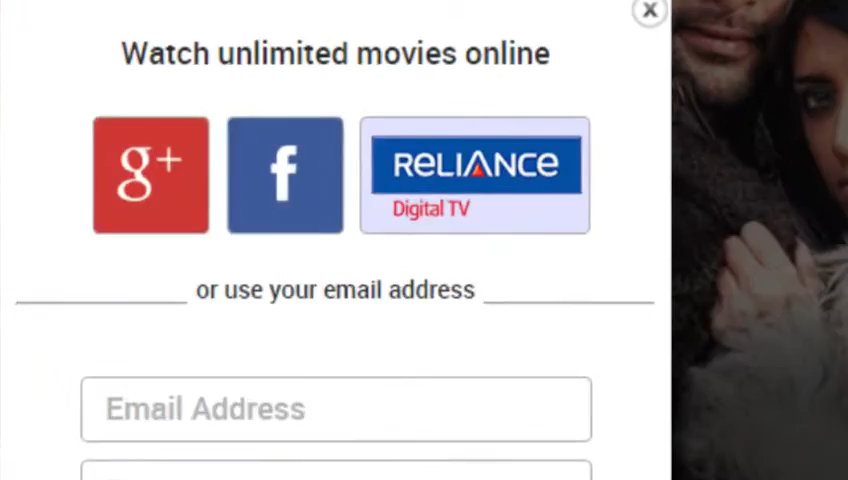 X
Watch unlimited movies online
g+
f
RELIANCE
Digital TV
or use your email address
Email Address